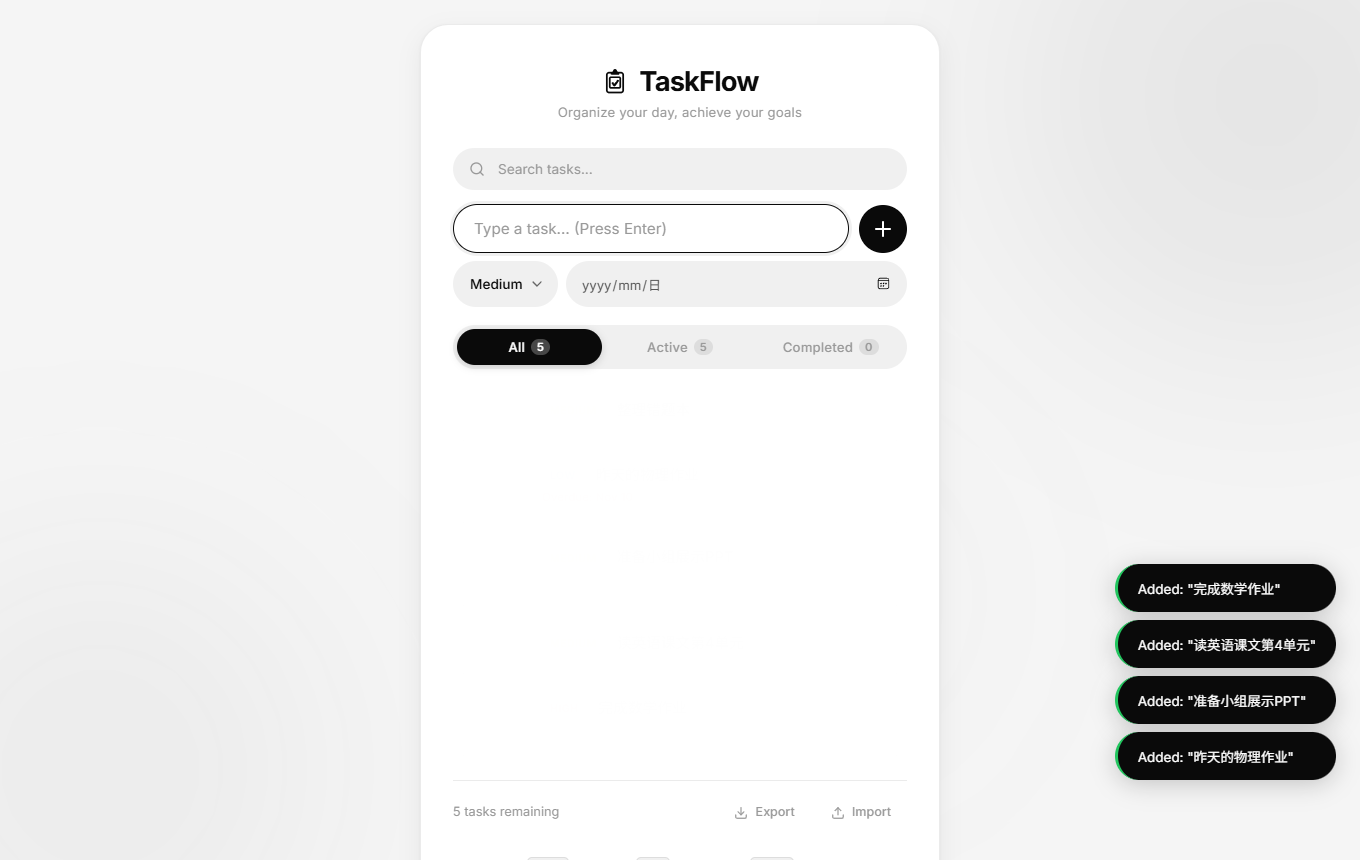 TaskFlow
Organize your day, achieve your goals
Search tasks...
Type a task... (Press Enter)
Medium
yyyy/mm/日
All 5
Active 5
Completed 0
Added: "完成数学作业"
Added: "读英语课文第4单元"
Added: "准备小组展示PPT"
Added: "昨天的物理作业"
5 tasks remaining
Export
Import